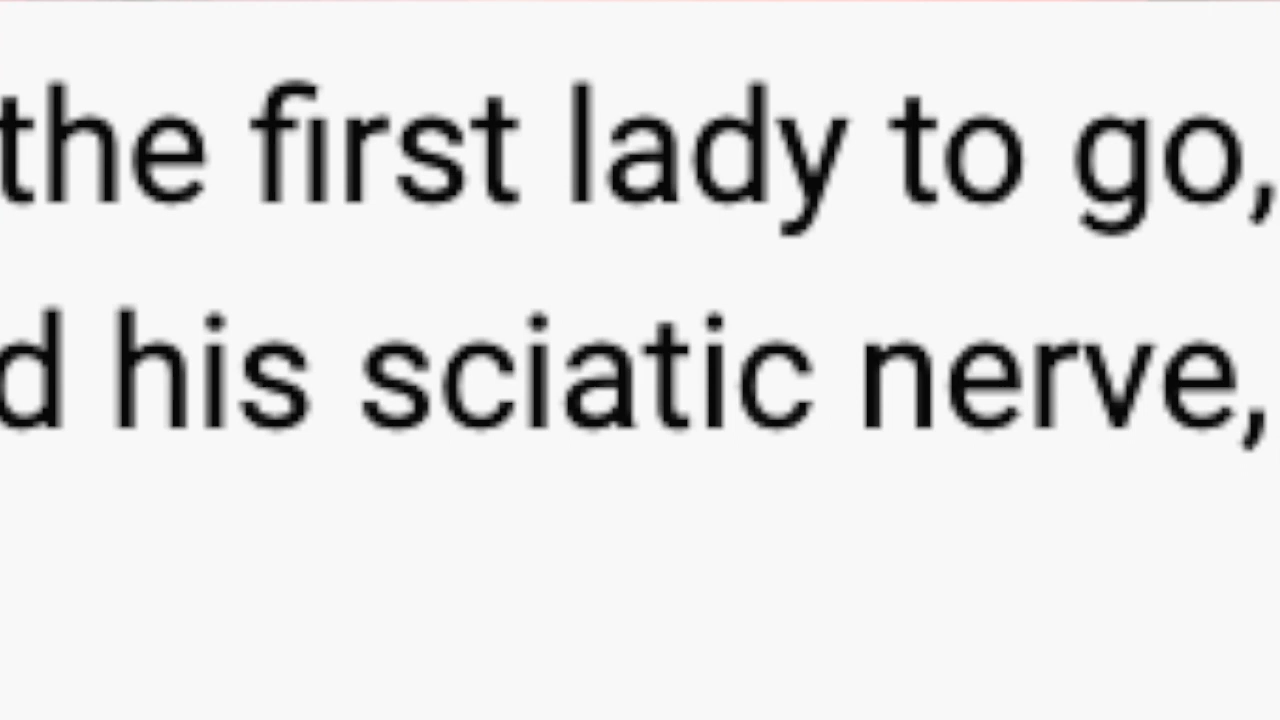 the first lady to go,
d his sciatic nerve,